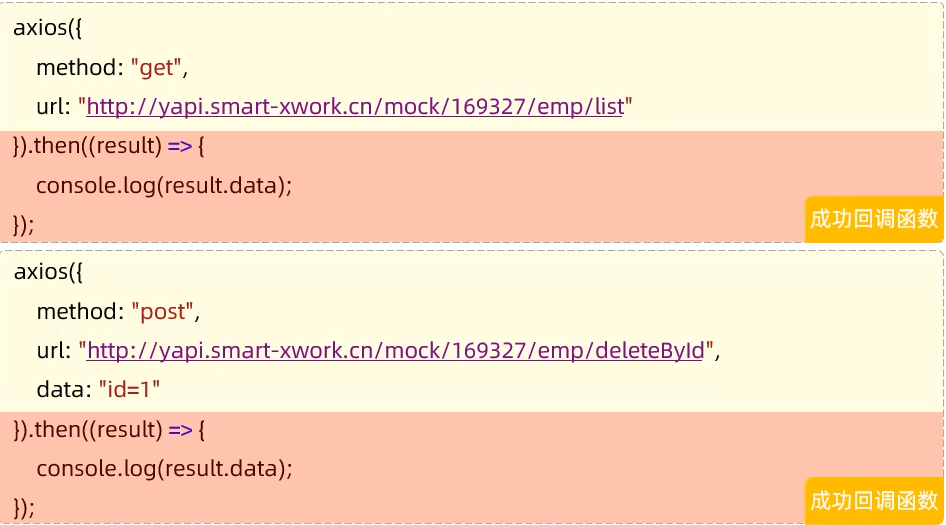 axios({
method: "get",
url: "http://yapi.smart-xwork.cn/mock/169327/emp/list"
}).then((result) => {
console.log(result.data);
});
成功回调函数
axios({
method: "post",
url: "http://yapi.smart-xwork.cn/mock/169327/emp/deleteById",
data: "id=1"
}).then((result) => {
console.log(result.data);
});
成功回调函数